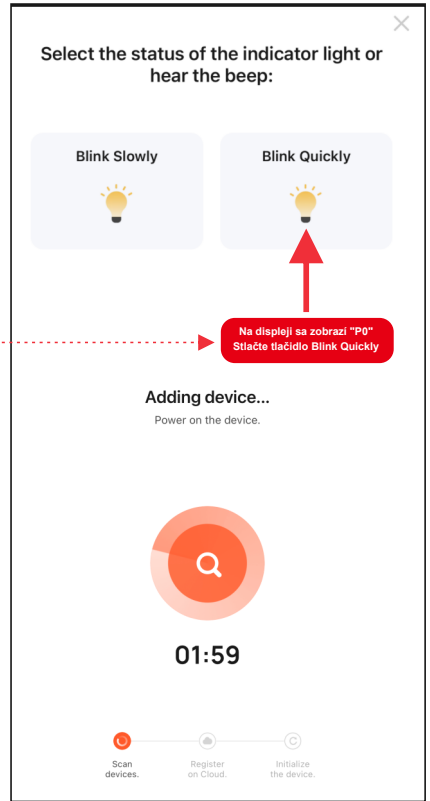 Select the status of the indicator light or
hear the beep:
Blink Slowly
Blink Quickly
Na displeji sa zobrazí "P0"
Stlačte tlačidlo Blink Quickly
Adding device...
Power on the device.
01:59
Scan
devices.
Register
on Cloud.
Initialize
the device.